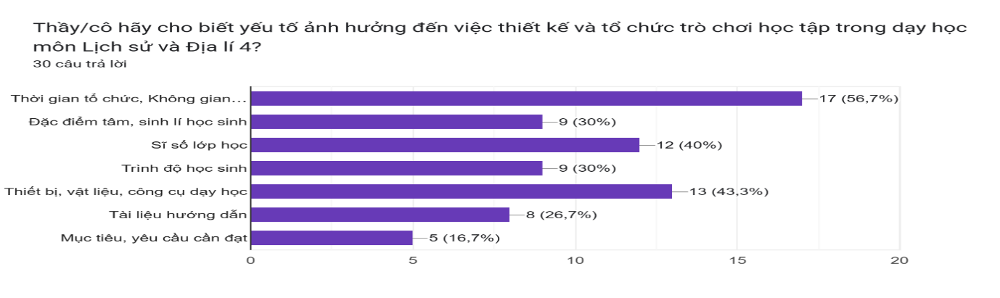 Thầy/cô hãy cho biết yếu tố ảnh hưởng đến việc thiết kế và tổ chức trò chơi học tập trong dạy học
môn Lịch sử và Địa lí 4?
30 câu trả lời
Thời gian tổ chức, Không gian...
17 (56,7%)
Đặc điểm tâm, sinh lí học sinh
9 (30%)
Sĩ số lớp học
12 (40%)
Trình độ học sinh
9 (30%)
Thiết bị, vật liệu, công cụ dạy học
13 (43,3%)
Tài liệu hướng dẫn
8 (26,7%)
Mục tiêu, yêu cầu cần đạt
5 (16,7%)
0 5 10 15 20